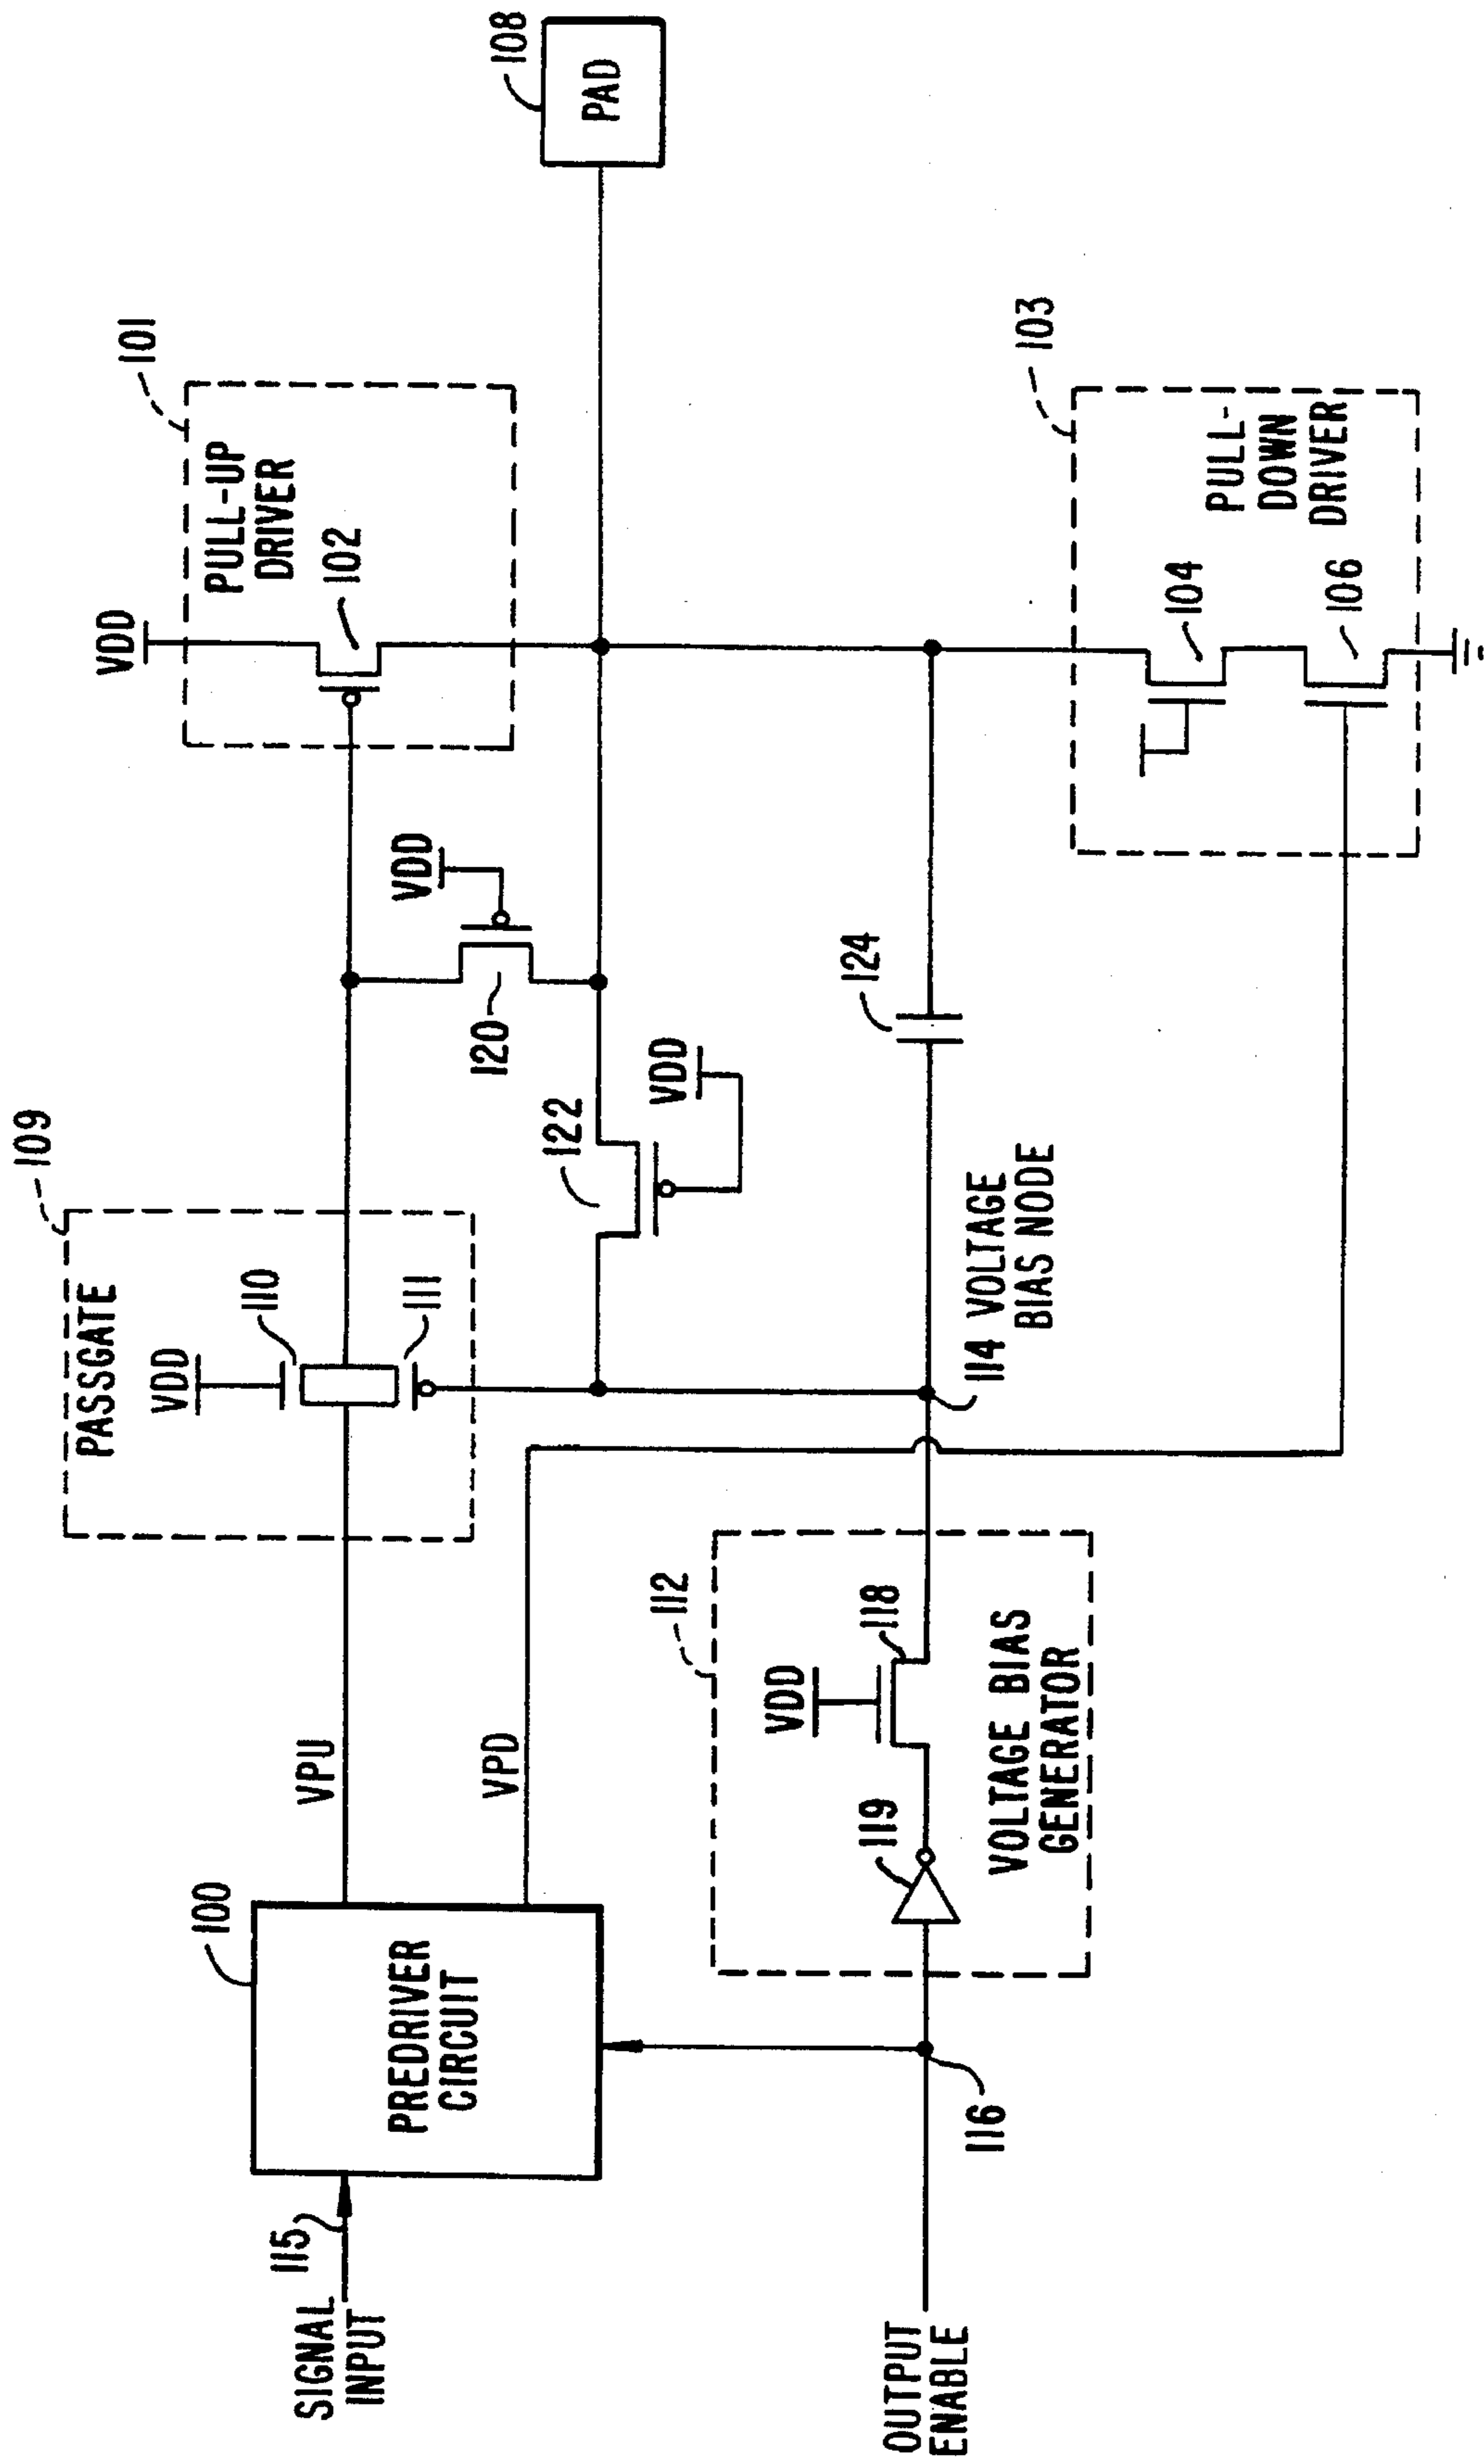 109
PASSGATE
VDD
110
111
101
PULL-UP
DRIVER
VDD
102
108
PAD
VDD
120
122
VDD
100
PREDRIVER
CIRCUIT
VPU
VPD
SIGNAL
INPUT
115
124
114 VOLTAGE
BIAS NODE
112
VDD
118
119
VOLTAGE BIAS
GENERATOR
103
PULL-
DOWN
DRIVER
104
106
OUTPUT
ENABLE
116